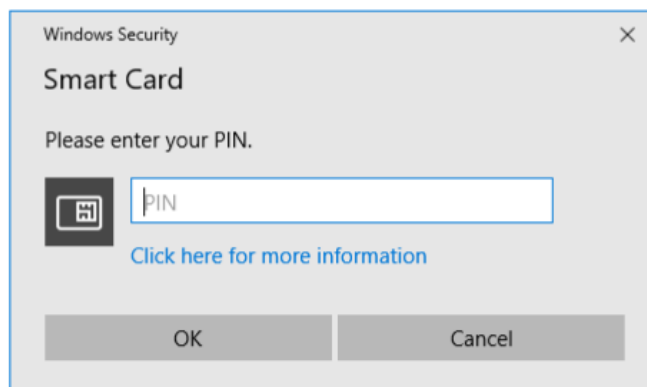 Windows Security
Smart Card
Please enter your PIN.
PIN
Click here for more information
OK
Cancel